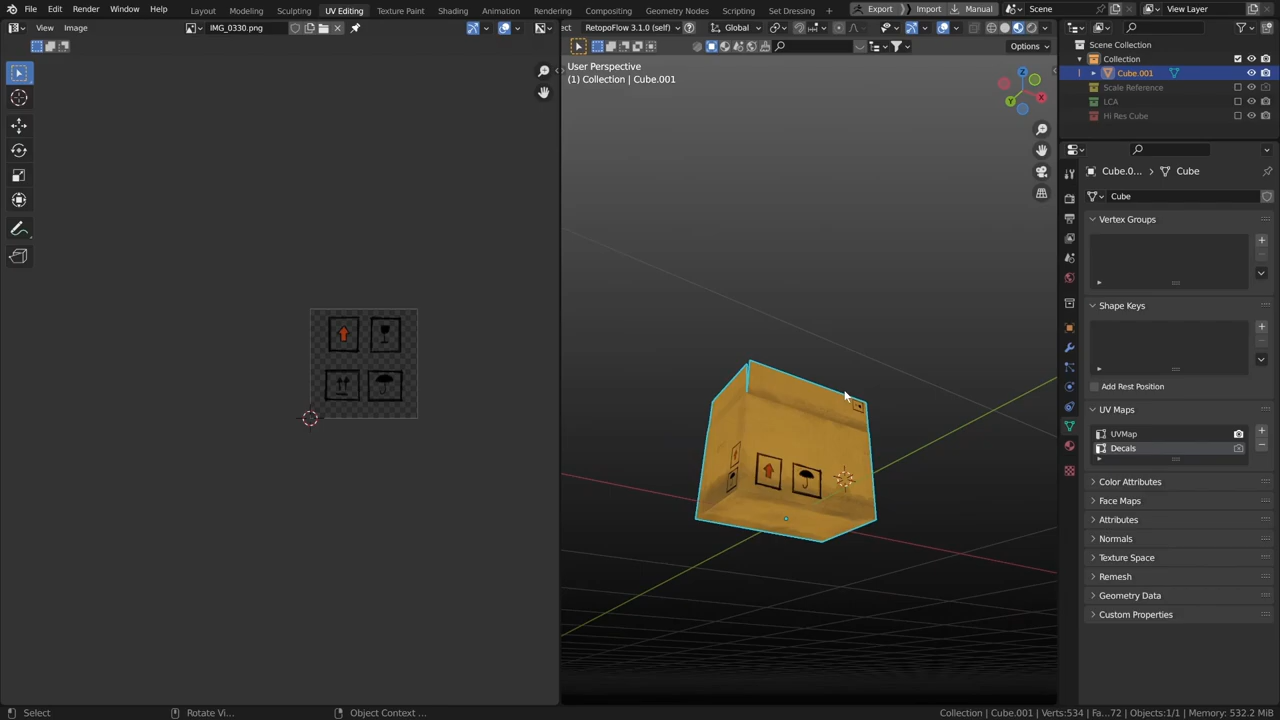 File Edit Render Window Help Layout Modeling Sculpting UV Editing Texture Paint Shading Animation Rendering Compositing Geometry Nodes Scripting Set Dressing + Export Import Manual Scene View Layer
View Image IMG_0330.png ect RetopoFlow 3.1.0 (self) Global
Options
User Perspective
(1) Collection | Cube.001
Scene Collection
Collection
Cube.001
Scale Reference
LCA
Hi Res Cube
Cube.0... > Cube
Cube
Vertex Groups
Shape Keys
Add Rest Position
UV Maps
UVMap
Decals
Color Attributes
Face Maps
Attributes
Normals
Texture Space
Remesh
Geometry Data
Custom Properties
X
Y
Z
Select Rotate Vi... Object Context ... Collection | Cube.001 | Verts:534 | Fa...72 | Objects:1/1 | Memory: 532.2 MiB